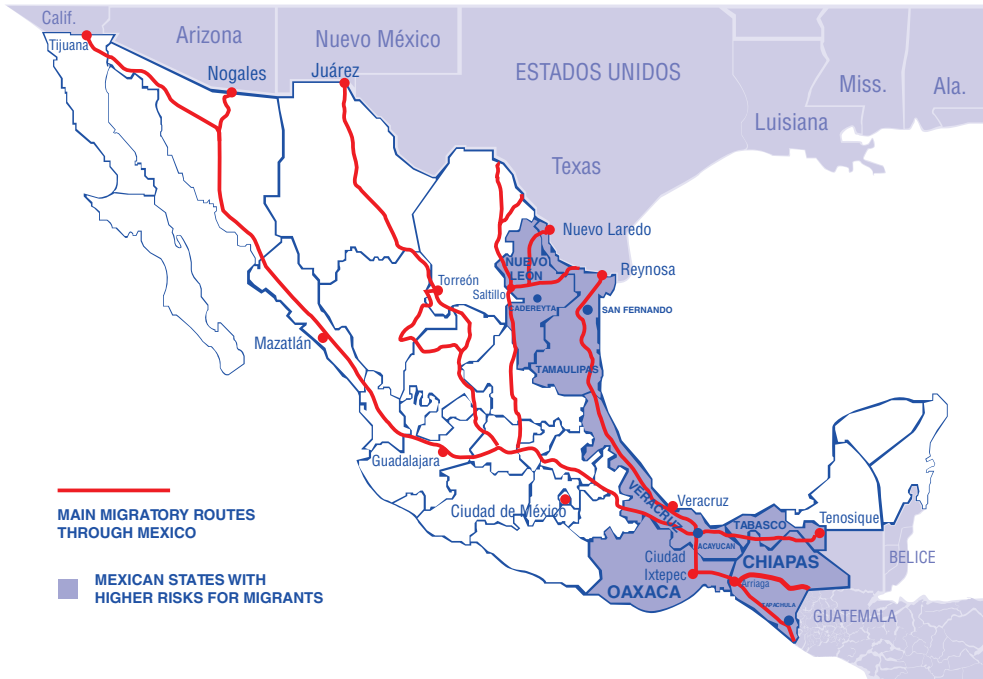 Calif.
Arizona
Nuevo México
Tijuana
Nogales
Juárez
ESTADOS UNIDOS
Miss.
Ala.
Luisiana
Texas
Nuevo Laredo
NUEVO
LEÓN
Reynosa
Torreón
Saltillo
CADEREYTA
SAN FERNANDO
Mazatlán
TAMAULIPAS
Guadalajara
Ciudad de México
VERACRUZ
Veracruz
TABASCO
Tenosique
ACAYUCAN
Ciudad
Ixtepec
CHIAPAS
BELICE
OAXACA
Arriaga
TAPACHULA
GUATEMALA
MAIN MIGRATORY ROUTES
THROUGH MEXICO
MEXICAN STATES WITH
HIGHER RISKS FOR MIGRANTS